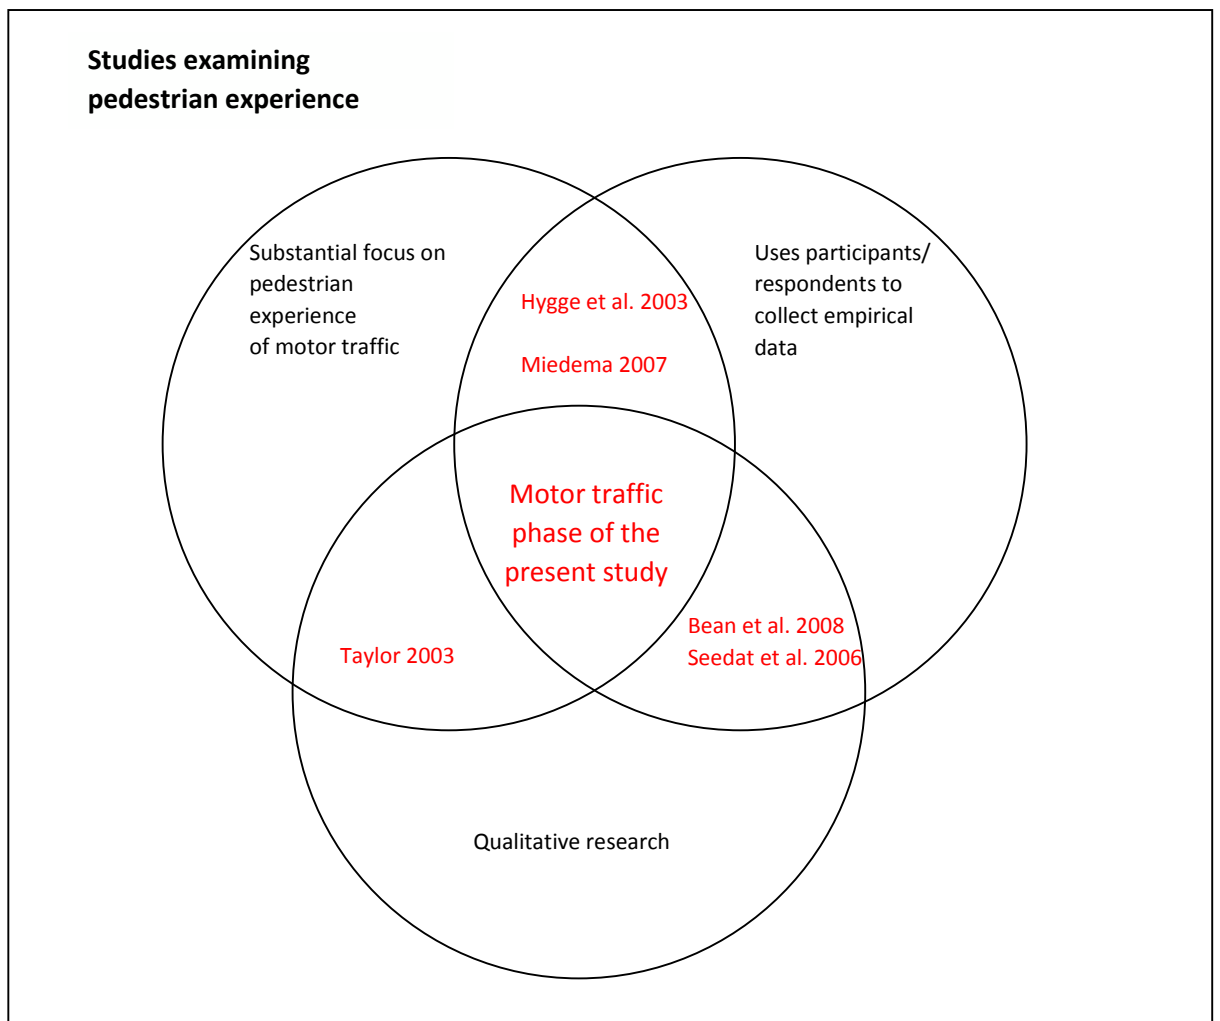 Studies examining
pedestrian experience
Substantial focus on
pedestrian
experience
of motor traffic
Uses participants/
respondents to
collect empirical
data
Hygge et al. 2003
Miedema 2007
Motor traffic
phase of the
present study
Bean et al. 2008
Seedat et al. 2006
Taylor 2003
Qualitative research